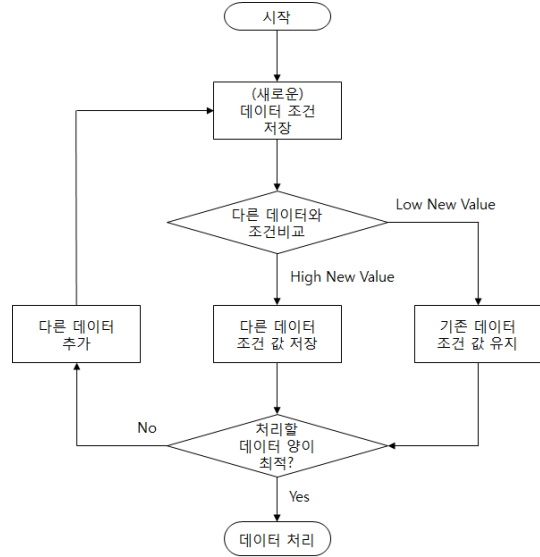 시작
(새로운)
데이터 조건
저장
다른 데이터와
조건비교
Low New Value
High New Value
다른 데이터
추가
다른 데이터
조건 값 저장
기존 데이터
조건 값 유지
No
처리할
데이터 양이
최적?
Yes
데이터 처리